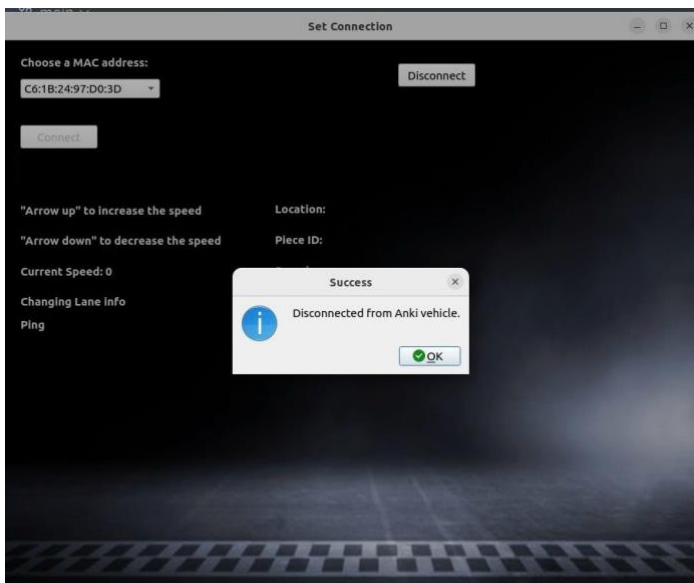 Set Connection
Choose a MAC address:
Disconnect
C6:1B:24:97:D0:3D
Connect
"Arrow up" to increase the speed
Location:
"Arrow down" to decrease the speed
Piece ID:
Current Speed: 0
Success
Changing Lane info
Disconnected from Anki vehicle.
Ping
OK